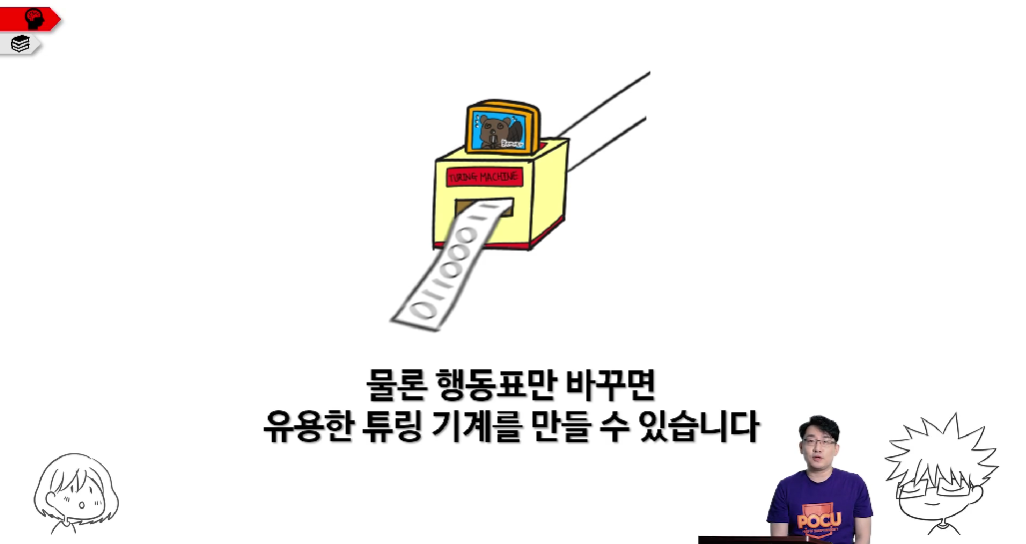 TURING MACHINE
0110001
물론 행동표만 바꾸면
유용한 튜링 기계를 만들 수 있습니다
POCU